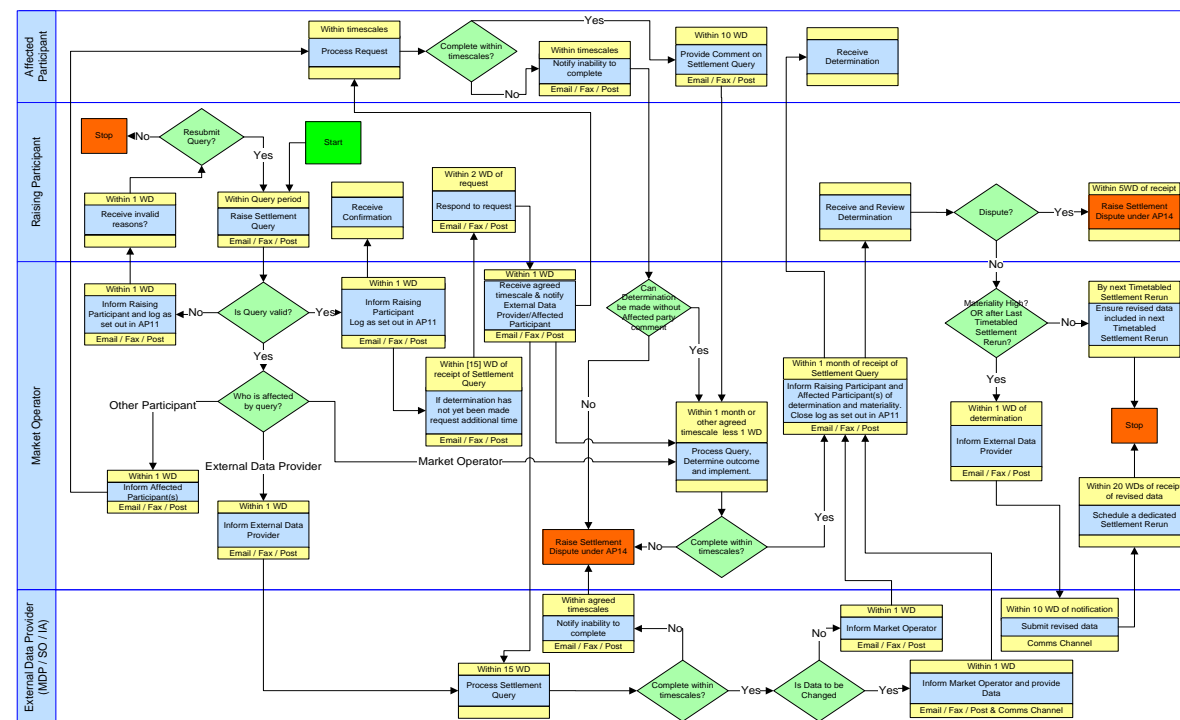 Affected
Participant
Within timescales
Process Request
Complete within
timescales?
Yes
No
Within timescales
Notify inability to
complete
Email / Fax / Post
Within 10 WD
Provide Comment on
Settlement Query
Email / Fax / Post
Receive
Determination
Raising Participant
Stop
No
Resubmit
Query?
Yes
Start
Within 1 WD
Receive invalid
reasons?
Within Query period
Raise Settlement
Query
Email / Fax / Post
Receive
Confirmation
Within 2 WD of
request
Respond to request
Email / Fax / Post
Receive and Review
Determination
Dispute?
Yes
No
Within 5WD of receipt
Raise Settlement
Dispute under AP14
Market Operator
Within 1 WD
Inform Raising
Participant and log as
set out in AP11
Email / Fax / Post
No
Is Query valid?
Yes
Yes
Within 1 WD
Inform Raising
Participant
Log as set out in AP11
Email / Fax / Post
Within 1 WD
Receive agreed
timescale & notify
External Data
Provider/Affected
Participant
Email / Fax / Post
Can
Determination
be made without
Affected party
comment
Yes
No
Within [15] WD of
receipt of Settlement
Query
If determination has
not yet been made
request additional time
Email / Fax / Post
Who is affected
by query?
Other Participant
External Data Provider
Market Operator
Within 1 WD
Inform Affected
Participant(s)
Email / Fax / Post
Within 1 WD
Inform External Data
Provider
Email / Fax / Post
Within 1 month or
other agreed
timescale less 1 WD
Process Query,
Determine outcome
and implement.
Complete within
timescales?
No
Yes
Raise Settlement
Dispute under AP14
Within 1 month of receipt of
Settlement Query
Inform Raising Participant and
Affected Participant(s) of
determination and materiality.
Close log as set out in AP11
Email / Fax / Post
Materiality High?
OR after Last
Timetabled
Settlement
Rerun?
No
Yes
By next Timetabled
Settlement Rerun
Ensure revised data
included in next
Timetabled
Settlement Rerun
Stop
Within 1 WD of
determination
Inform External Data
Provider
Email / Fax / Post
Within 20 WDs of receipt
of revised data
Schedule a dedicated
Settlement Rerun
External Data Provider
(MDP / SO / IA)
Within 15 WD
Process Settlement
Query
Within agreed
timescales
Notify inability to
complete
Email / Fax / Post
No
Complete within
timescales?
Yes
Is Data to be
Changed
No
Yes
Within 1 WD
Inform Market Operator
Email / Fax / Post
Within 1 WD
Inform Market Operator and provide
Data
Email / Fax / Post & Comms Channel
Within 10 WD of notification
Submit revised data
Comms Channel